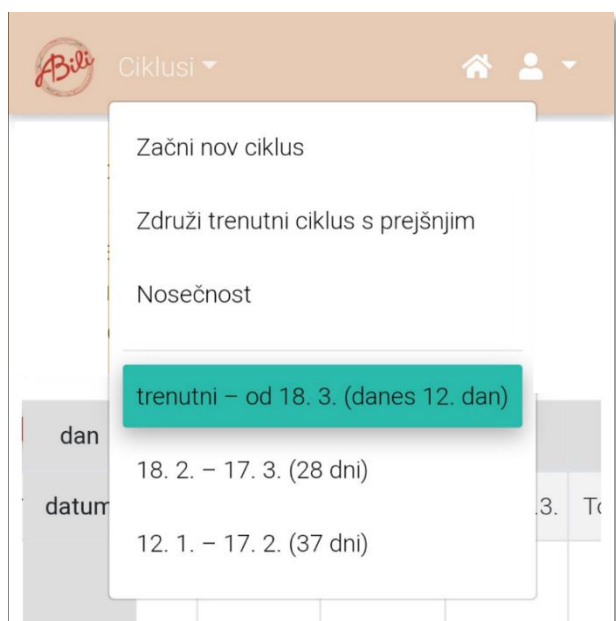 ABili Ciklusi
Začni nov ciklus
Združi trenutni ciklus s prejšnjim
Nosečnost
trenutni – od 18. 3. (danes 12. dan)
dan
18. 2. – 17. 3. (28 dni)
datum .3.
12. 1. – 17. 2. (37 dni)